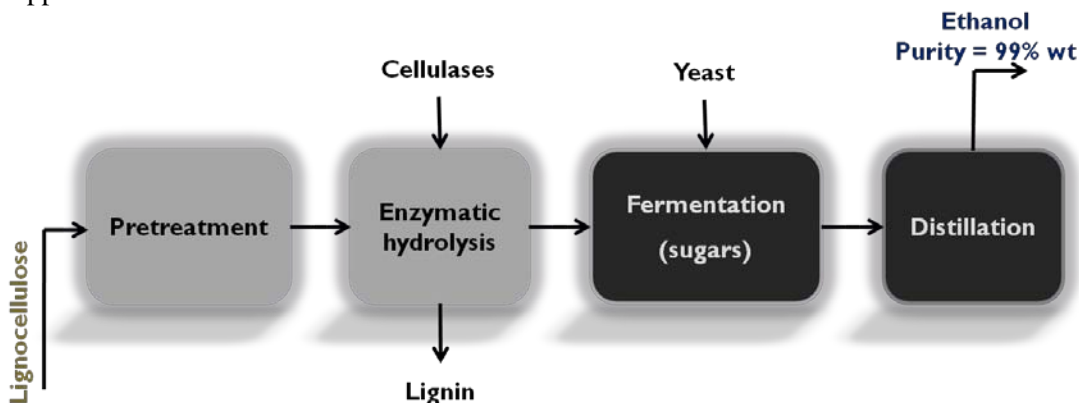 Ethanol
Purity = 99% wt
Cellulases
Yeast
Pretreatment
Enzymatic
hydrolysis
Fermentation
(sugars)
Distillation
Lignocellulose
Lignin